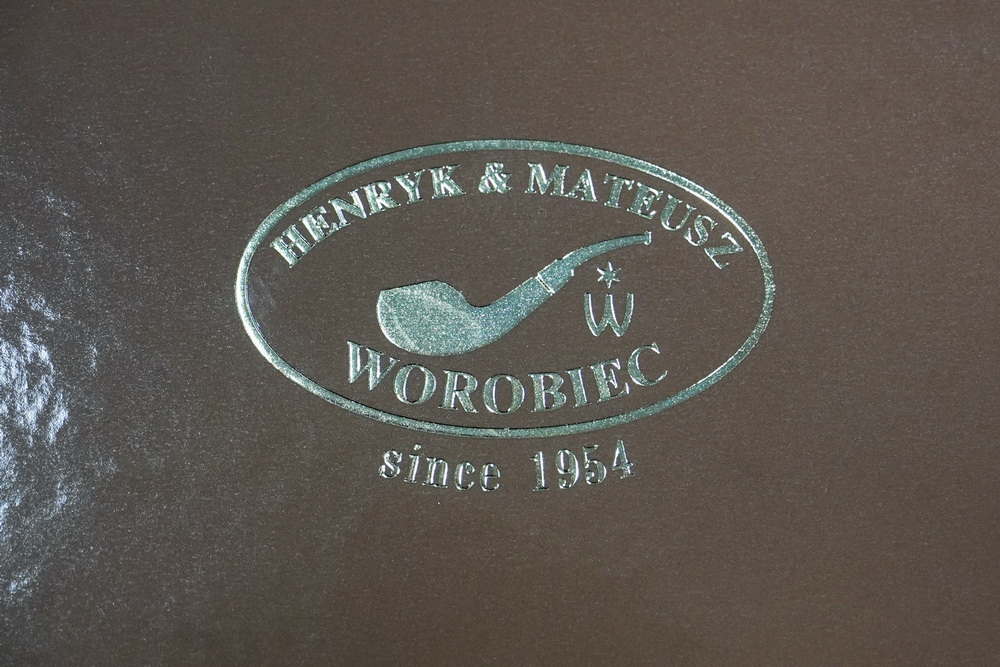 HENRYK & MATEUSZ
W
WOROBIEC
since 1954